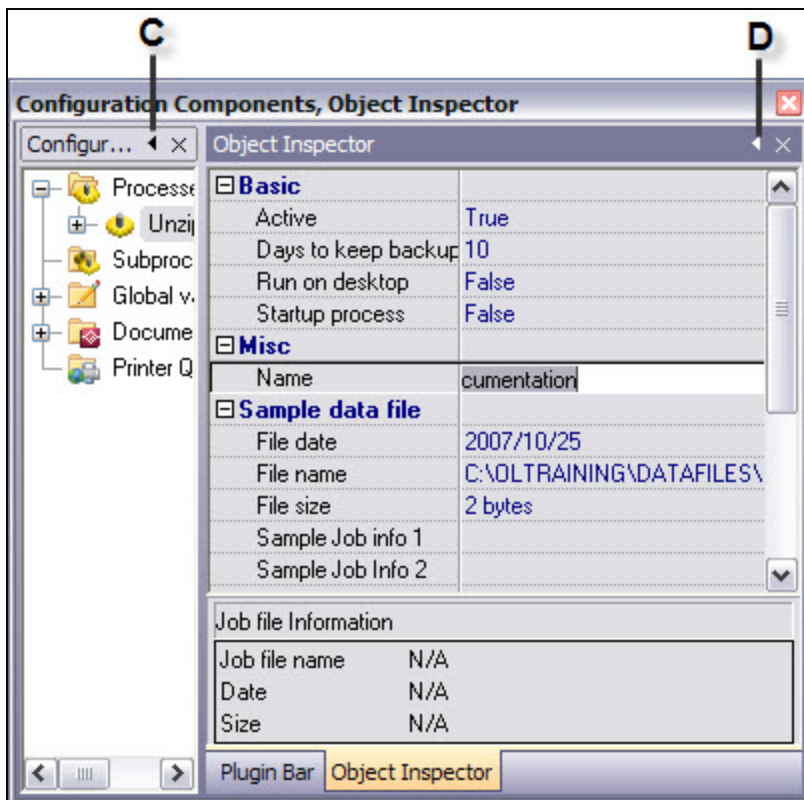 C D
Configuration Components, Object Inspector
Configur... Object Inspector
Processe
Unzip
Subproc
Global v
Docume
Printer Q
Basic
Active True
Days to keep backup 10
Run on desktop False
Startup process False
Misc
Name cumentation
Sample data file
File date 2007/10/25
File name C:\OLTRAINING\DATAFILES\
File size 2 bytes
Sample Job info 1
Sample Job Info 2
Job file Information
Job file name N/A
Date N/A
Size N/A
Plugin Bar Object Inspector